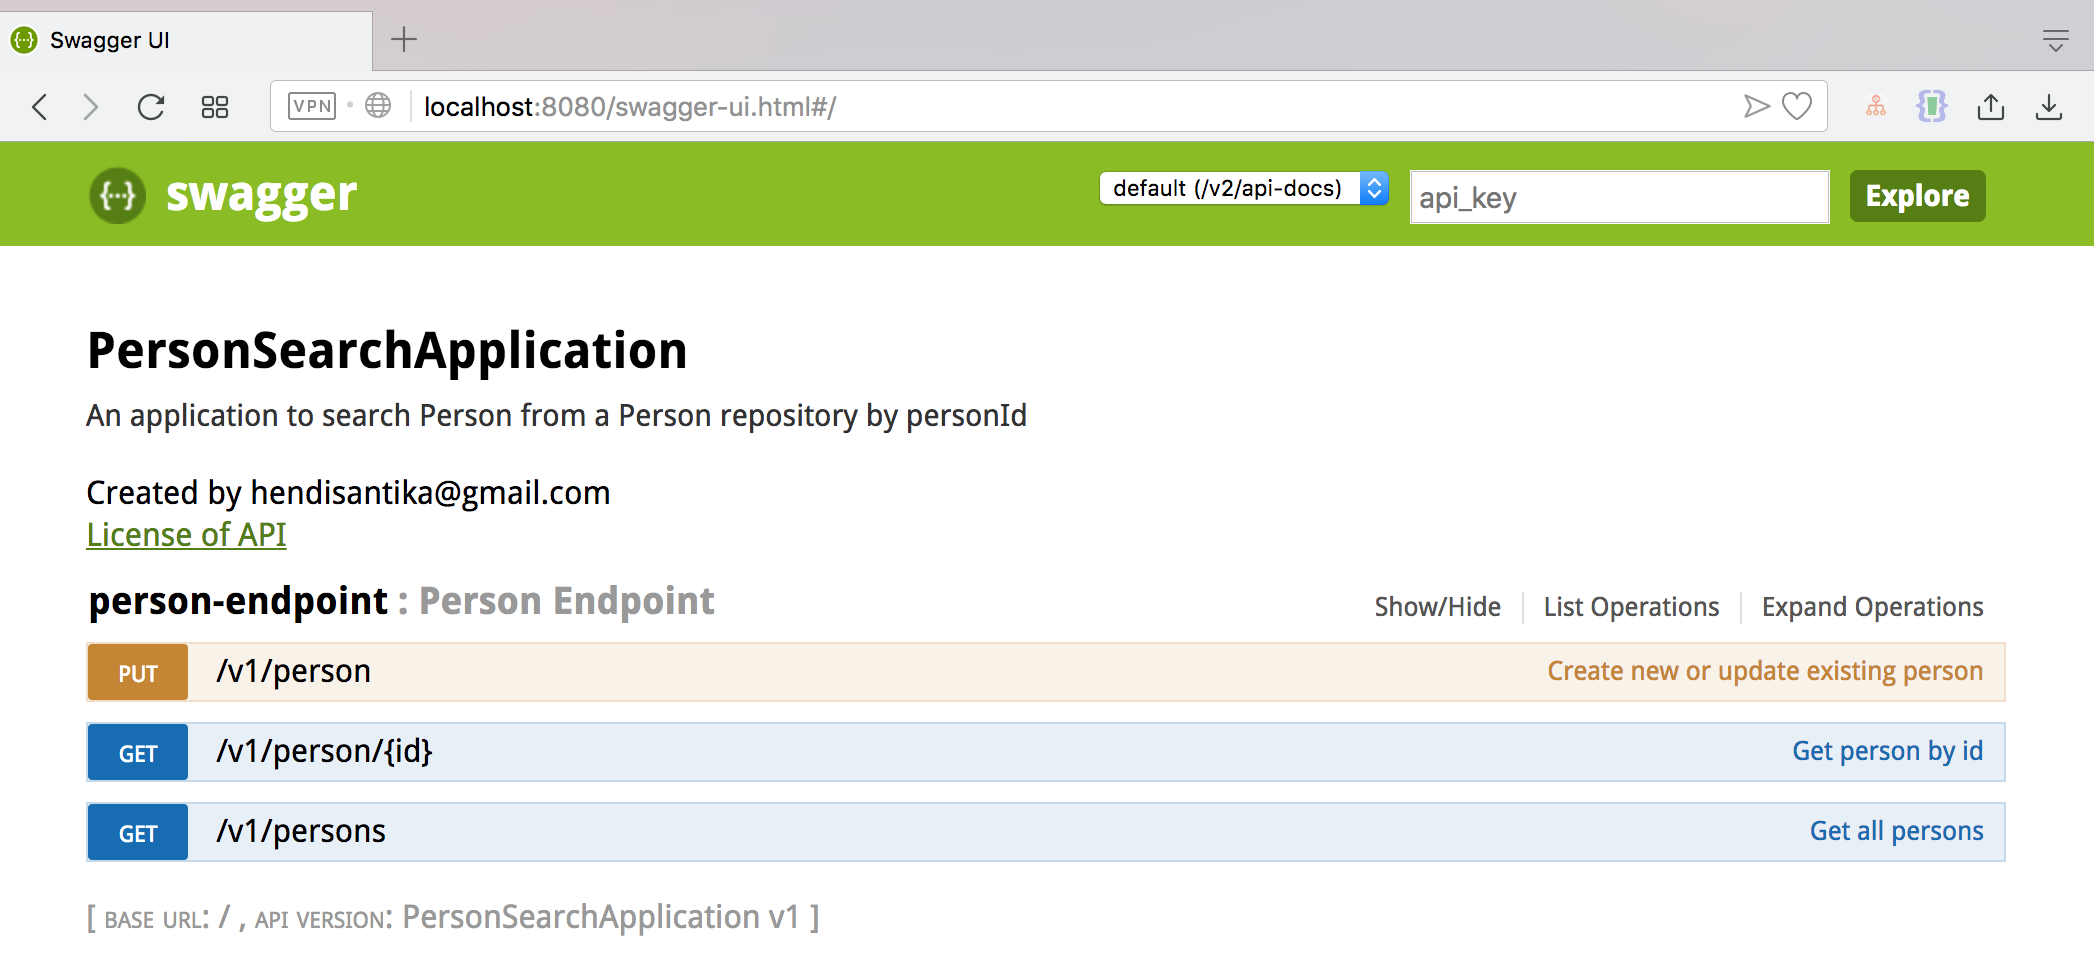 Swagger UI
VPN localhost:8080/swagger-ui.html#/
{···} swagger default (/v2/api-docs) api_key Explore
PersonSearchApplication
An application to search Person from a Person repository by personId
Created by hendisantika@gmail.com
License of API
person-endpoint : Person Endpoint Show/Hide List Operations Expand Operations
PUT /v1/person Create new or update existing person
GET /v1/person/{id} Get person by id
GET /v1/persons Get all persons
[ BASE URL: / , API VERSION: PersonSearchApplication v1 ]